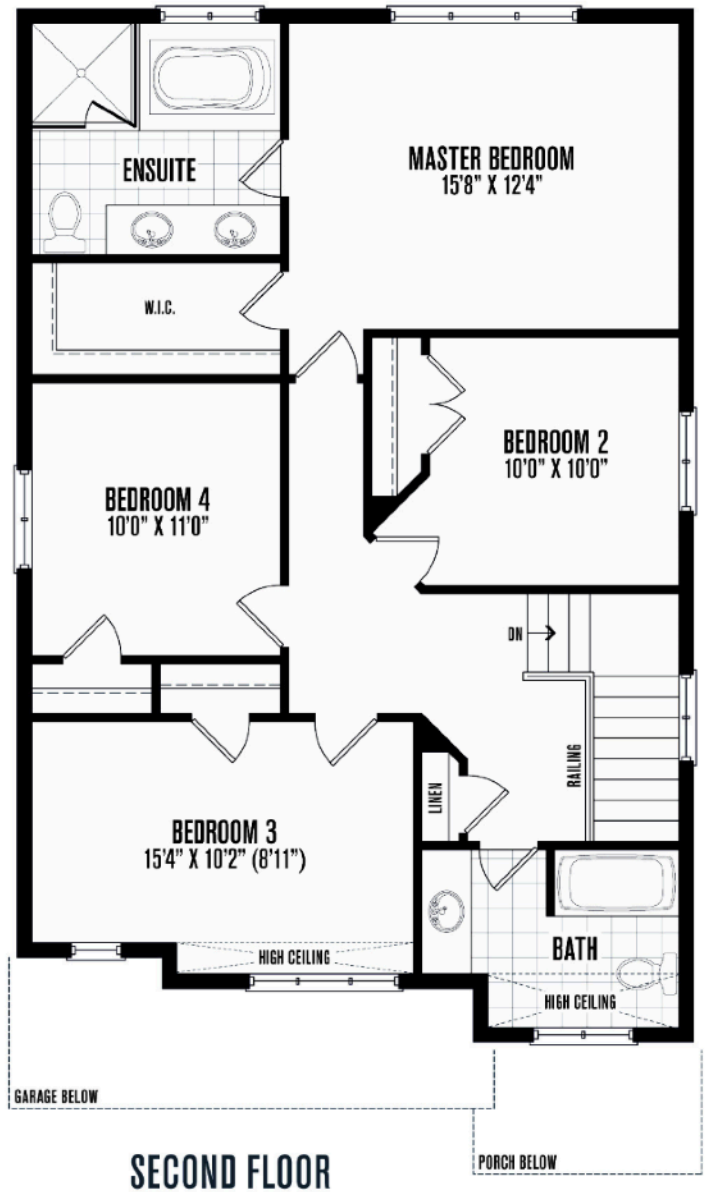 ENSUITE
MASTER BEDROOM
15'8" X 12'4"
W.I.C.
BEDROOM 2
10'0" X 10'0"
BEDROOM 4
10'0" X 11'0"
DN
RAILING
LINEN
BEDROOM 3
15'4" X 10'2" (8'11")
BATH
HIGH CEILING
HIGH CEILING
GARAGE BELOW
PORCH BELOW
SECOND FLOOR